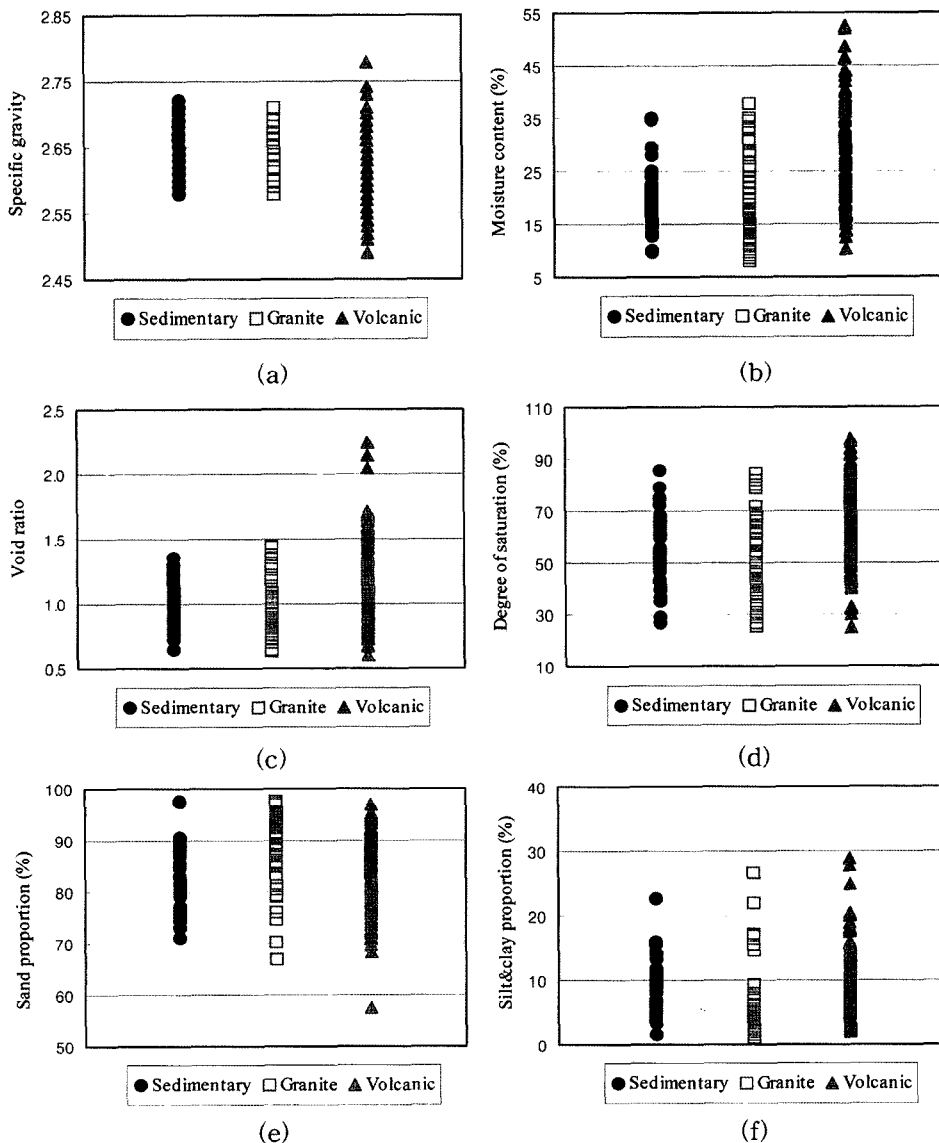 2.85
2.75
2.65
2.55
2.45
Specific gravity
● Sedimentary □ Granite ▲ Volcanic
(a)
55
45
35
25
15
5
Moisture content (%)
● Sedimentary □ Granite ▲ Volcanic
(b)
2.5
2.0
1.5
1.0
0.5
Void ratio
● Sedimentary □ Granite ▲ Volcanic
(c)
110
90
70
50
30
10
Degree of saturation (%)
● Sedimentary □ Granite ▲ Volcanic
(d)
100
90
80
70
60
50
Sand proportion (%)
● Sedimentary □ Granite ▲ Volcanic
(e)
40
30
20
10
0
Silt&clay proportion (%)
● Sedimentary □ Granite ▲ Volcanic
(f)